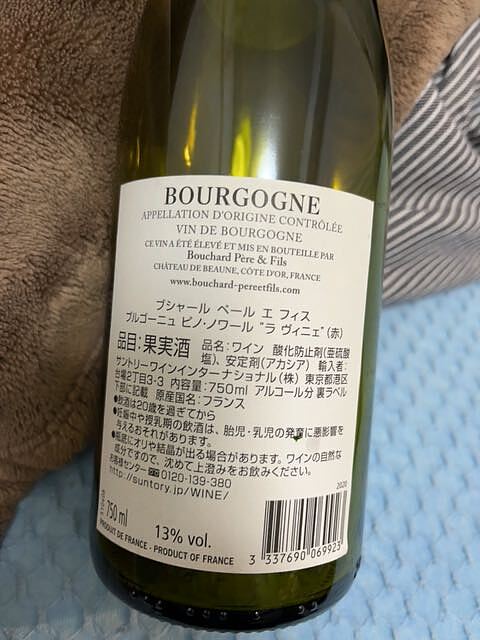 BOURGOGNE
APPELLATION D'ORIGINE CONTRÔLÉE
VIN DE BOURGOGNE
CE VIN A ÉTÉ ÉLEVÉ ET MIS EN BOUTEILLE PAR
Bouchard Père & Fils
CHÂTEAU DE BEAUNE, CÔTE D'OR, FRANCE
www.bouchard-pereetfils.com
ブシャール ペール エ フィス
ブルゴーニュ ピノ・ノワール "ラ ヴィニェ"(赤)
品目:果実酒 品名:ワイン 酸化防止剤(亜硫酸
塩)、安定剤(アカシア) 輸入者:
サントリーワインインターナショナル(株) 東京都港区
台場2丁目3-3 内容量:750ml アルコール分 裏ラベル
下部に記載 原産国名:フランス
●飲酒は20歳を過ぎてから
●妊娠中や授乳期の飲酒は、胎児・乳児の発育に悪影響を
与えるおそれがあります。
●瓶底にオリや結晶が出る場合があります。ワインの自然な
成分ですので、沈めて上澄みをお飲みください。
お客様センター 0120-139-380
http://suntory.jp/WINE/
2020
750 ml
13% vol.
PRODUIT DE FRANCE - PRODUCT OF FRANCE
3 337690 069923